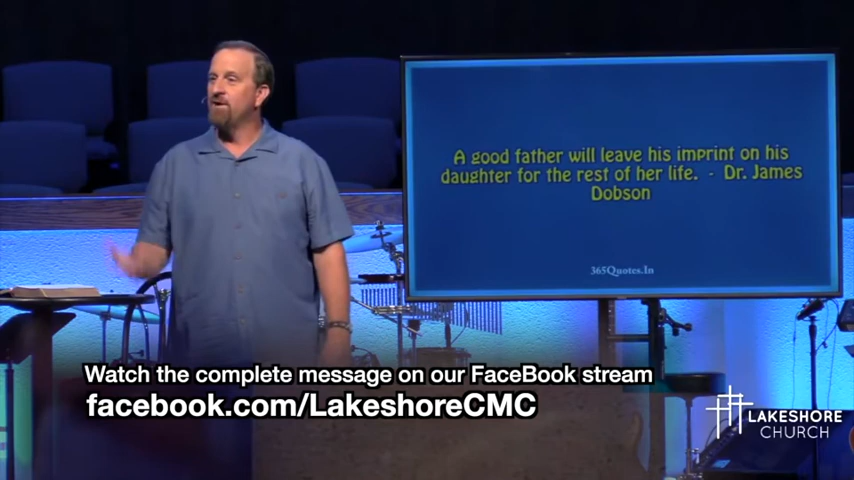 A good father will leave his imprint on his
daughter for the rest of her life. - Dr. James
Dobson
365Quotes.In
Watch the complete message on our FaceBook stream
facebook.com/LakeshoreCMC
LAKESHORE
CHURCH